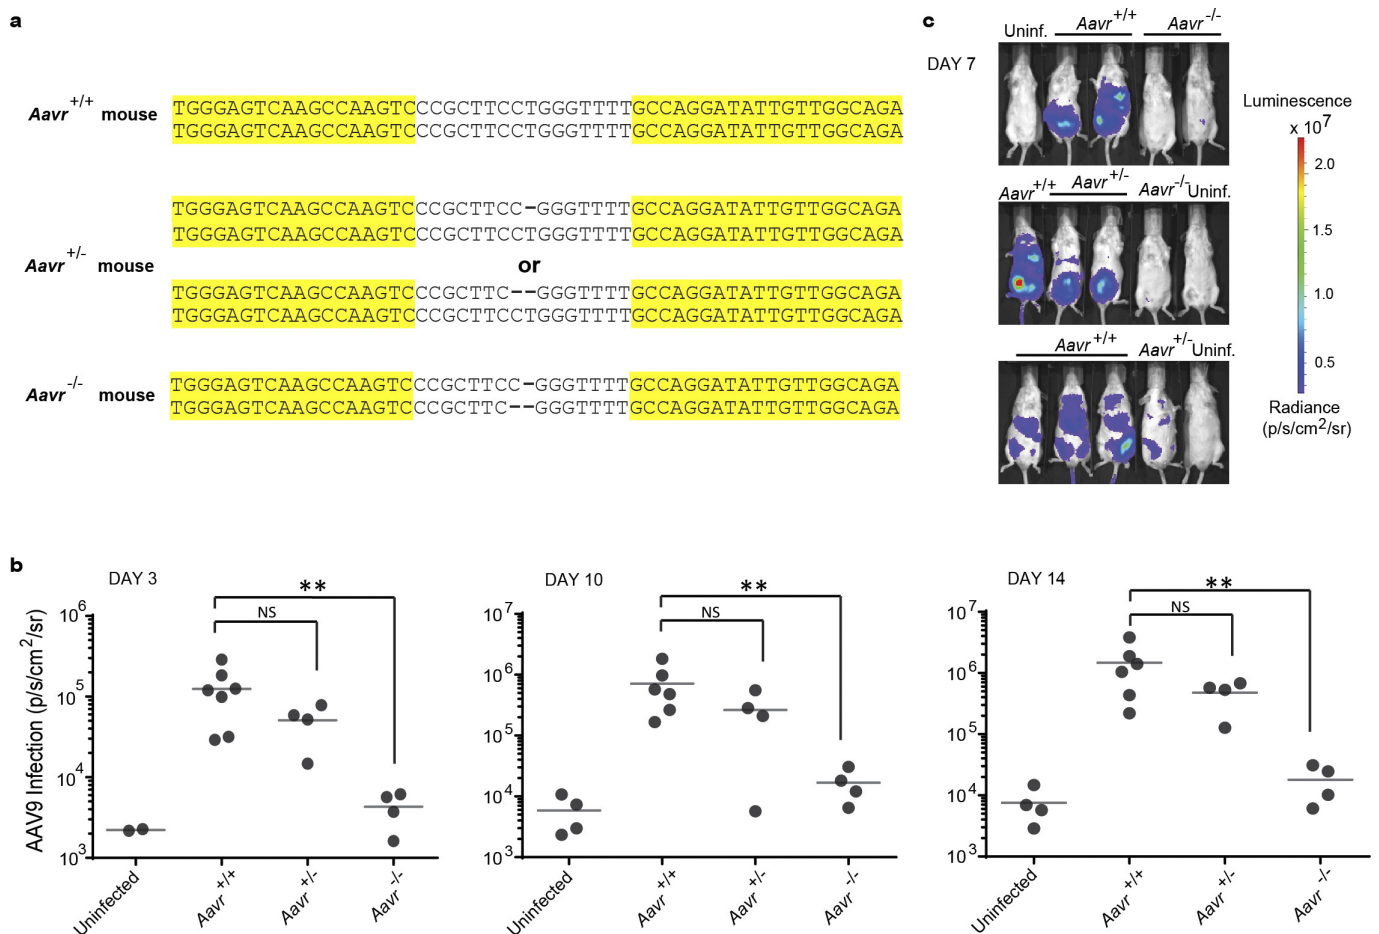 a
Aavr +/+ mouse
TGGGAGTCAAGCCAAGTCCCGCTTCCTGGGTTTTGCCAGGATATTGTTGGCAGA
TGGGAGTCAAGCCAAGTCCCGCTTCCTGGGTTTTGCCAGGATATTGTTGGCAGA
Aavr +/- mouse
TGGGAGTCAAGCCAAGTCCCGCTTCC-GGGTTTTGCCAGGATATTGTTGGCAGA
TGGGAGTCAAGCCAAGTCCCGCTTCCTGGGTTTTGCCAGGATATTGTTGGCAGA
or
TGGGAGTCAAGCCAAGTCCCGCTTC--GGGTTTTGCCAGGATATTGTTGGCAGA
TGGGAGTCAAGCCAAGTCCCGCTTCCTGGGTTTTGCCAGGATATTGTTGGCAGA
Aavr -/- mouse
TGGGAGTCAAGCCAAGTCCCGCTTCC-GGGTTTTGCCAGGATATTGTTGGCAGA
TGGGAGTCAAGCCAAGTCCCGCTTC--GGGTTTTGCCAGGATATTGTTGGCAGA
c
Uninf. Aavr +/+ Aavr -/-
DAY 7
Aavr +/+ Aavr +/- Aavr -/- Uninf.
Aavr +/+ Aavr +/- Uninf.
Luminescence
x 10^7
2.0
1.5
1.0
0.5
Radiance
(p/s/cm^2/sr)
b
AAV9 Infection (p/s/cm^2/sr)
DAY 3
**
NS
10^6
10^5
10^4
10^3
Uninfected
Aavr +/+
Aavr +/-
Aavr -/-
DAY 10
**
NS
10^7
10^6
10^5
10^4
10^3
Uninfected
Aavr +/+
Aavr +/-
Aavr -/-
DAY 14
**
NS
10^7
10^6
10^5
10^4
10^3
Uninfected
Aavr +/+
Aavr +/-
Aavr -/-